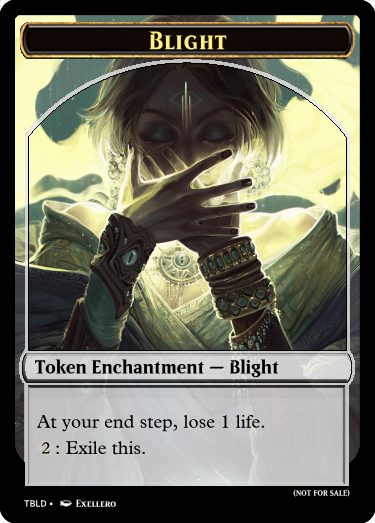 BLIGHT
Token Enchantment — Blight
At your end step, lose 1 life.
2 : Exile this.
(NOT FOR SALE)
TBLD • EXELLERO